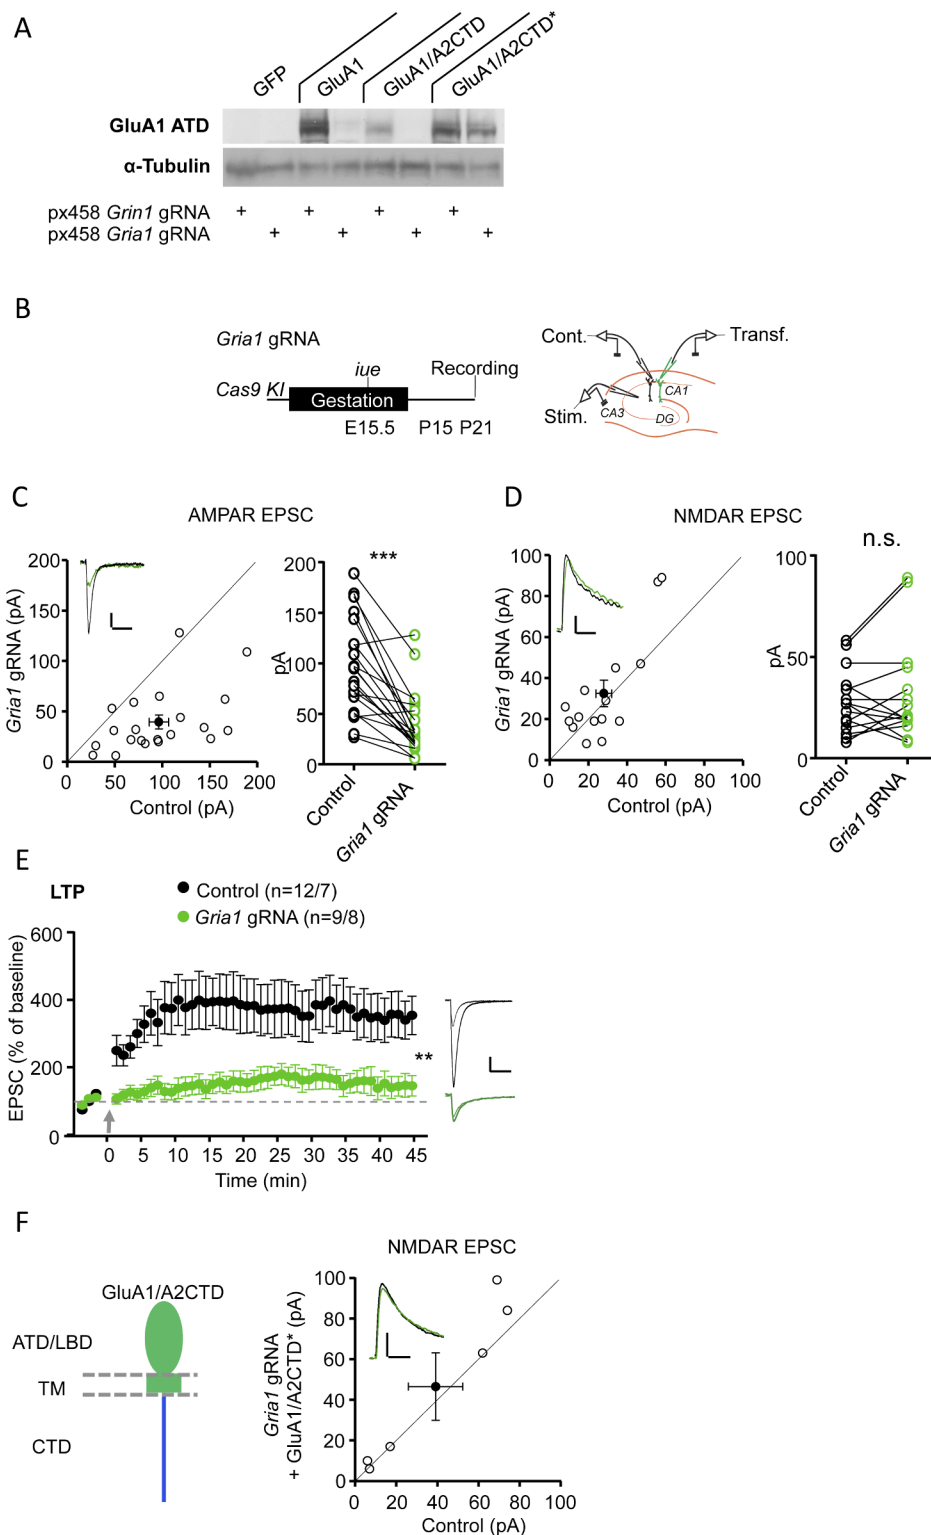 A
GFP
GluA1
GluA1/A2CTD
GluA1/A2CTD*
GluA1 ATD
α-Tubulin
px458 Grin1 gRNA + + + +
px458 Gria1 gRNA + + + +
B
Gria1 gRNA
Cas9 KI
iue
Recording
Gestation
E15.5 P15 P21
Cont.
Transf.
Stim.
CA3
CA1
DG
C
AMPAR EPSC
Gria1 gRNA (pA)
200
150
100
50
0
0 50 100 150 200
Control (pA)
***
pA
200
150
100
50
0
Control
Gria1 gRNA
D
NMDAR EPSC
Gria1 gRNA (pA)
100
80
60
40
20
0
0 20 40 60 80 100
Control (pA)
n.s.
pA
100
50
0
Control
Gria1 gRNA
E
LTP
Control (n=12/7)
Gria1 gRNA (n=9/8)
EPSC (% of baseline)
600
400
200
100
0
0 5 10 15 20 25 30 35 40 45
Time (min)
**
F
GluA1/A2CTD
ATD/LBD
TM
CTD
NMDAR EPSC
Gria1 gRNA
+ GluA1/A2CTD* (pA)
100
80
60
40
20
0
0 20 40 60 80 100
Control (pA)